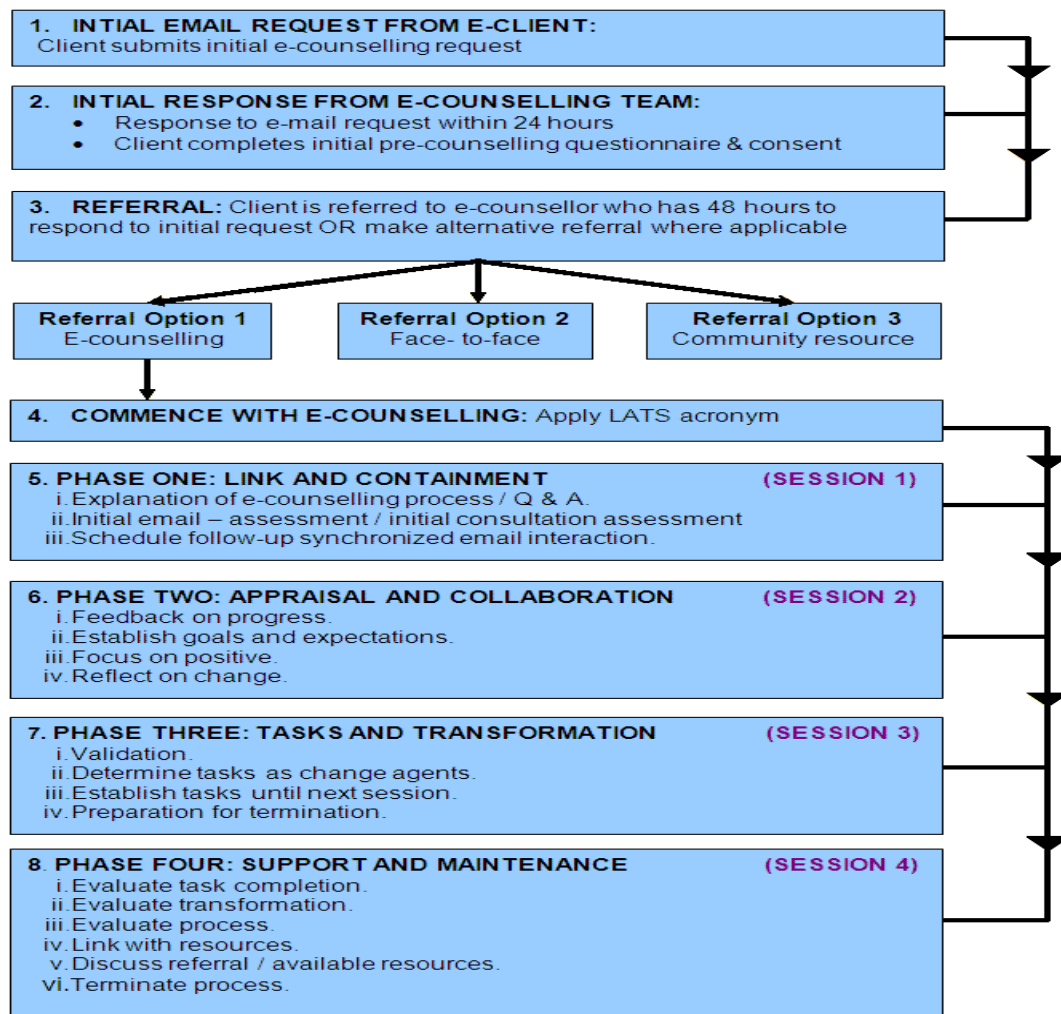 1. INTIAL EMAIL REQUEST FROM E-CLIENT:
Client submits initial e-counselling request
2. INTIAL RESPONSE FROM E-COUNSELLING TEAM:
• Response to e-mail request within 24 hours
• Client completes initial pre-counselling questionnaire & consent
3. REFERRAL: Client is referred to e-counsellor who has 48 hours to
respond to initial request OR make alternative referral where applicable
Referral Option 1
E-counselling
Referral Option 2
Face- to-face
Referral Option 3
Community resource
4. COMMENCE WITH E-COUNSELLING: Apply LATS acronym
5. PHASE ONE: LINK AND CONTAINMENT (SESSION 1)
i. Explanation of e-counselling process / Q & A.
ii. Initial email – assessment / initial consultation assessment
iii. Schedule follow-up synchronized email interaction.
6. PHASE TWO: APPRAISAL AND COLLABORATION (SESSION 2)
i. Feedback on progress.
ii. Establish goals and expectations.
iii. Focus on positive.
iv. Reflect on change.
7. PHASE THREE: TASKS AND TRANSFORMATION (SESSION 3)
i. Validation.
ii. Determine tasks as change agents.
iii. Establish tasks until next session.
iv. Preparation for termination.
8. PHASE FOUR: SUPPORT AND MAINTENANCE (SESSION 4)
i. Evaluate task completion.
ii. Evaluate transformation.
iii. Evaluate process.
iv. Link with resources.
v. Discuss referral / available resources.
vi. Terminate process.